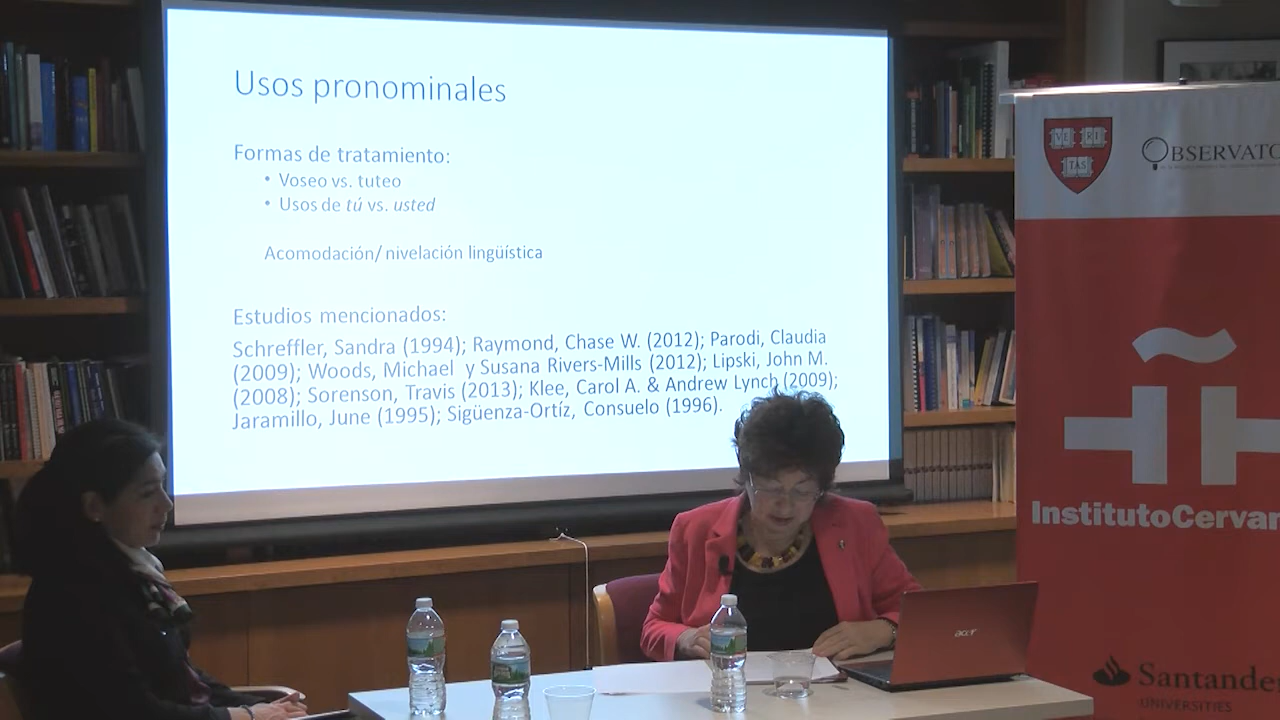 Usos pronominales
Formas de tratamiento:
• Voseo vs. tuteo
• Usos de tú vs. usted
Acomodación/ nivelación lingüística
Estudios mencionados:
Schreffler, Sandra (1994); Raymond, Chase W. (2012); Parodi, Claudia
(2009); Woods, Michael y Susana Rivers-Mills (2012); Lipski, John M.
(2008); Sorenson, Travis (2013); Klee, Carol A. & Andrew Lynch (2009);
Jaramillo, June (1995); Sigüenza-Ortíz, Consuelo (1996).
VE RI
TAS
OBSERVATO
InstitutoCervan
acer
Santande
UNIVERSITIES